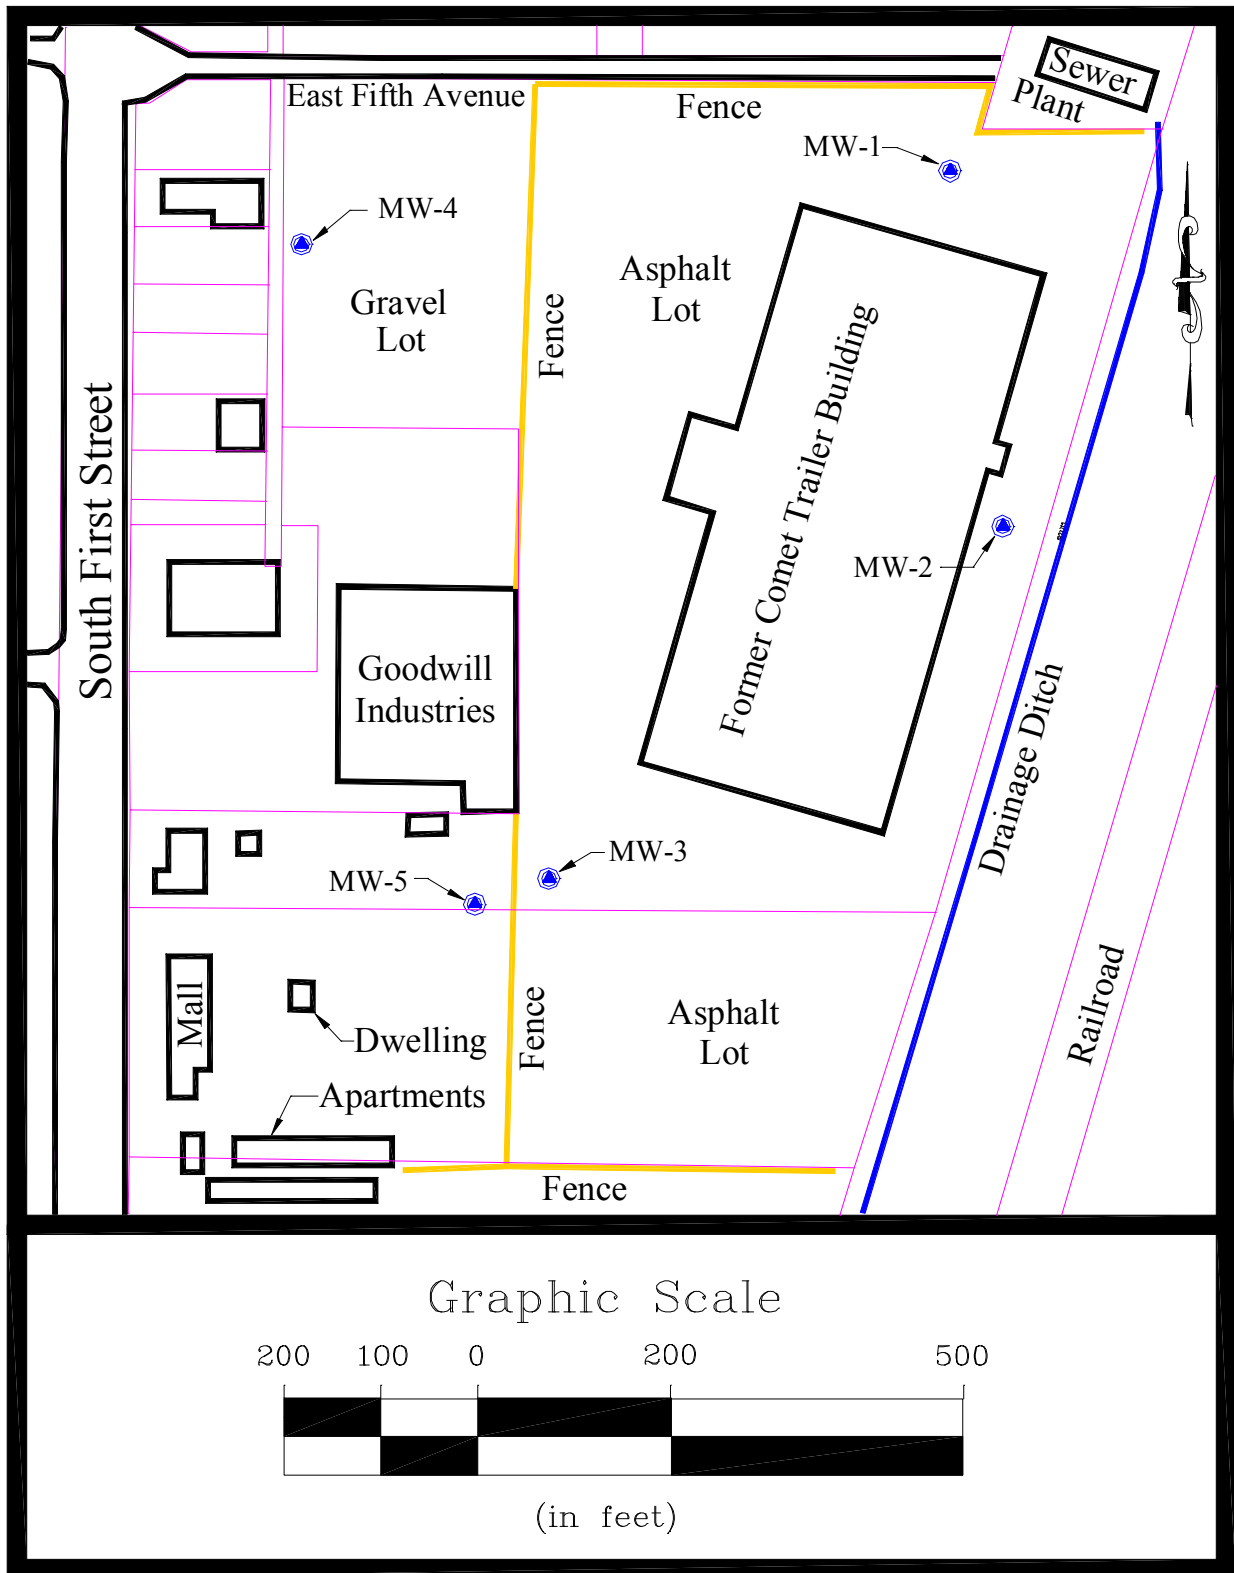 Sewer
Plant
East Fifth Avenue
Fence
MW-1
MW-4
Asphalt
Lot
Gravel
Lot
Fence
Former Comet Trailer Building
South First Street
MW-2
Goodwill
Industries
Drainage Ditch
MW-3
MW-5
Mall
Fence
Asphalt
Lot
Dwelling
Railroad
Apartments
Fence
Graphic Scale
200 100 0 200 500
(in feet)